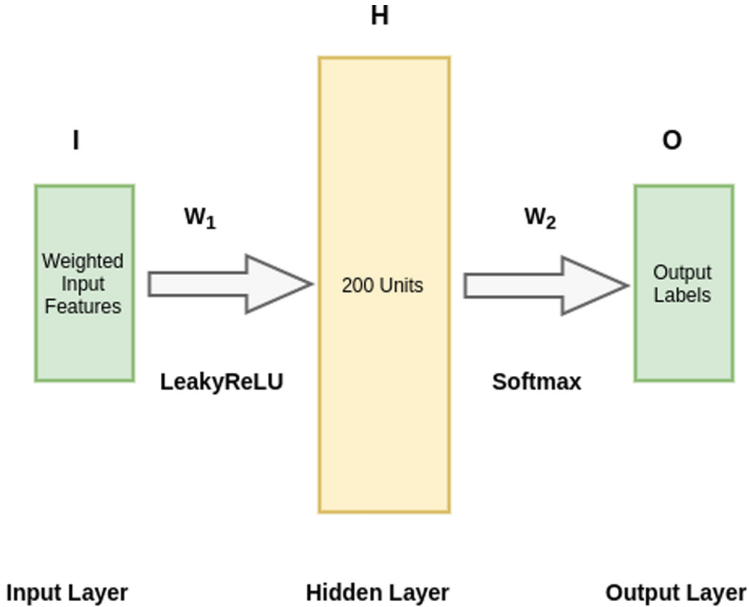 H
I
O
W1
W2
Weighted
Input
Features
200 Units
Output
Labels
LeakyReLU
Softmax
Input Layer
Hidden Layer
Output Layer